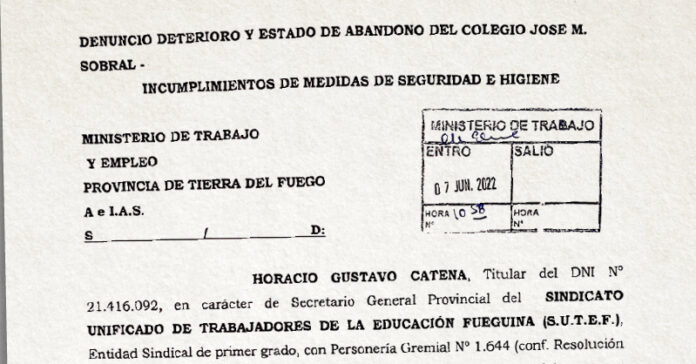 DENUNCIO DETERIORO Y ESTADO DE ABANDONO DEL COLEGIO JOSE M.
SOBRAL -
INCUMPLIMIENTOS DE MEDIDAS DE SEGURIDAD E HIGIENE
MINISTERIO DE TRABAJO
Y EMPLEO
PROVINCIA DE TIERRA DEL FUEGO
A e I.A.S.
S / D:
MINISTERIO DE TRABAJO
ENTRO SALIO
07 JUN. 2022
HORA 10 58 HORA
Nº Nº
HORACIO GUSTAVO CATENA, Titular del DNI N°
21.416.092, en carácter de Secretario General Provincial del SINDICATO
UNIFICADO DE TRABAJADORES DE LA EDUCACIÓN FUEGUINA (S.U.T.E.F.),
Entidad Sindical de primer grado, con Personería Gremial N° 1.644 (conf. Resolución